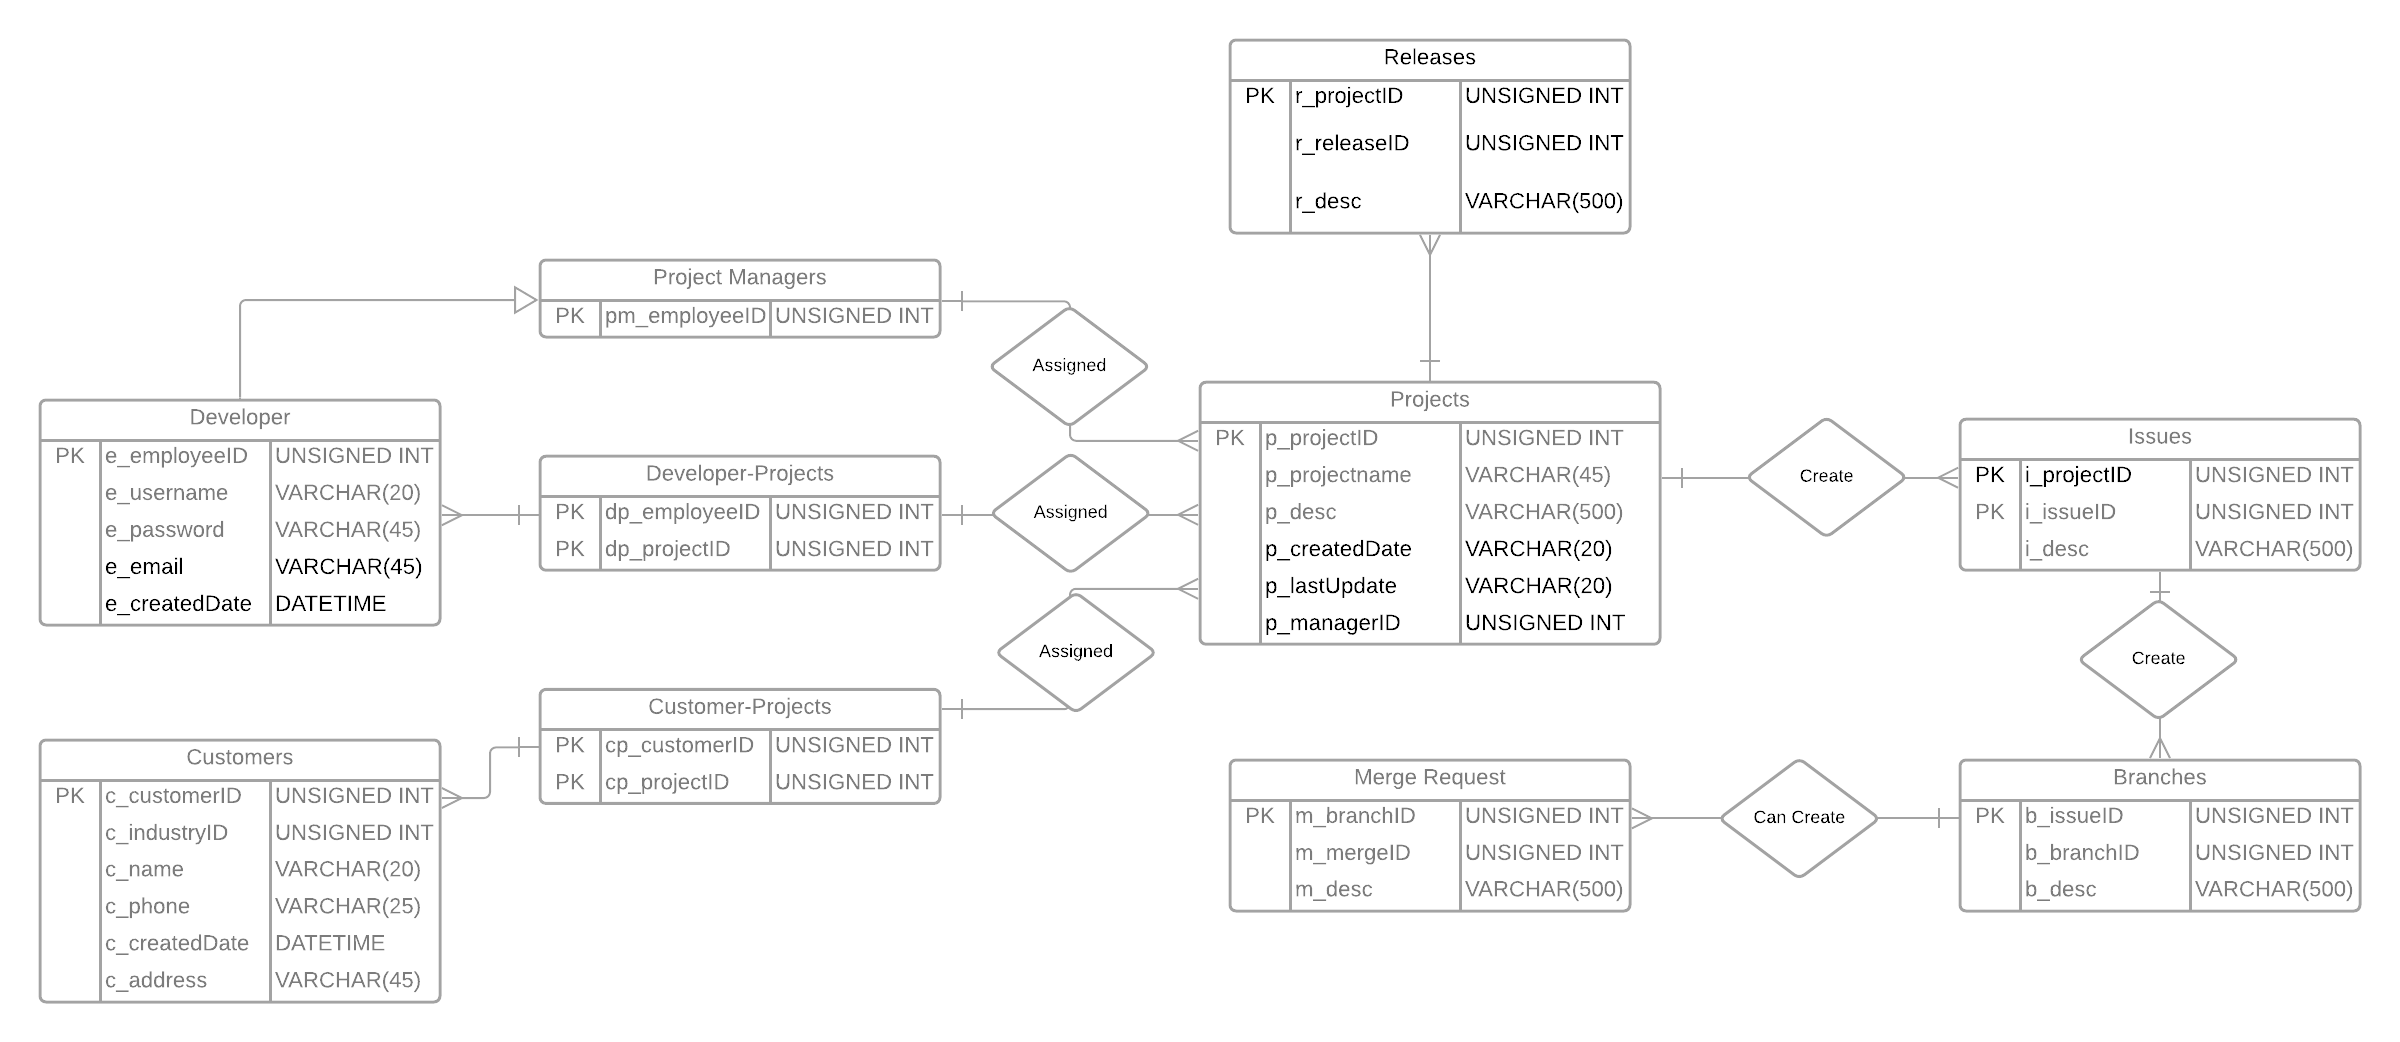 Releases
PK r_projectID UNSIGNED INT
r_releaseID UNSIGNED INT
r_desc VARCHAR(500)
Project Managers
PK pm_employeeID UNSIGNED INT
Assigned
Developer
PK e_employeeID UNSIGNED INT
e_username VARCHAR(20)
e_password VARCHAR(45)
e_email VARCHAR(45)
e_createdDate DATETIME
Developer-Projects
PK dp_employeeID UNSIGNED INT
PK dp_projectID UNSIGNED INT
Assigned
Projects
PK p_projectID UNSIGNED INT
p_projectname VARCHAR(45)
p_desc VARCHAR(500)
p_createdDate VARCHAR(20)
p_lastUpdate VARCHAR(20)
p_managerID UNSIGNED INT
Create
Issues
PK i_projectID UNSIGNED INT
PK i_issueID UNSIGNED INT
i_desc VARCHAR(500)
Assigned
Create
Customer-Projects
PK cp_customerID UNSIGNED INT
PK cp_projectID UNSIGNED INT
Customers
PK c_customerID UNSIGNED INT
c_industryID UNSIGNED INT
c_name VARCHAR(20)
c_phone VARCHAR(25)
c_createdDate DATETIME
c_address VARCHAR(45)
Merge Request
PK m_branchID UNSIGNED INT
m_mergeID UNSIGNED INT
m_desc VARCHAR(500)
Can Create
Branches
PK b_issueID UNSIGNED INT
b_branchID UNSIGNED INT
b_desc VARCHAR(500)